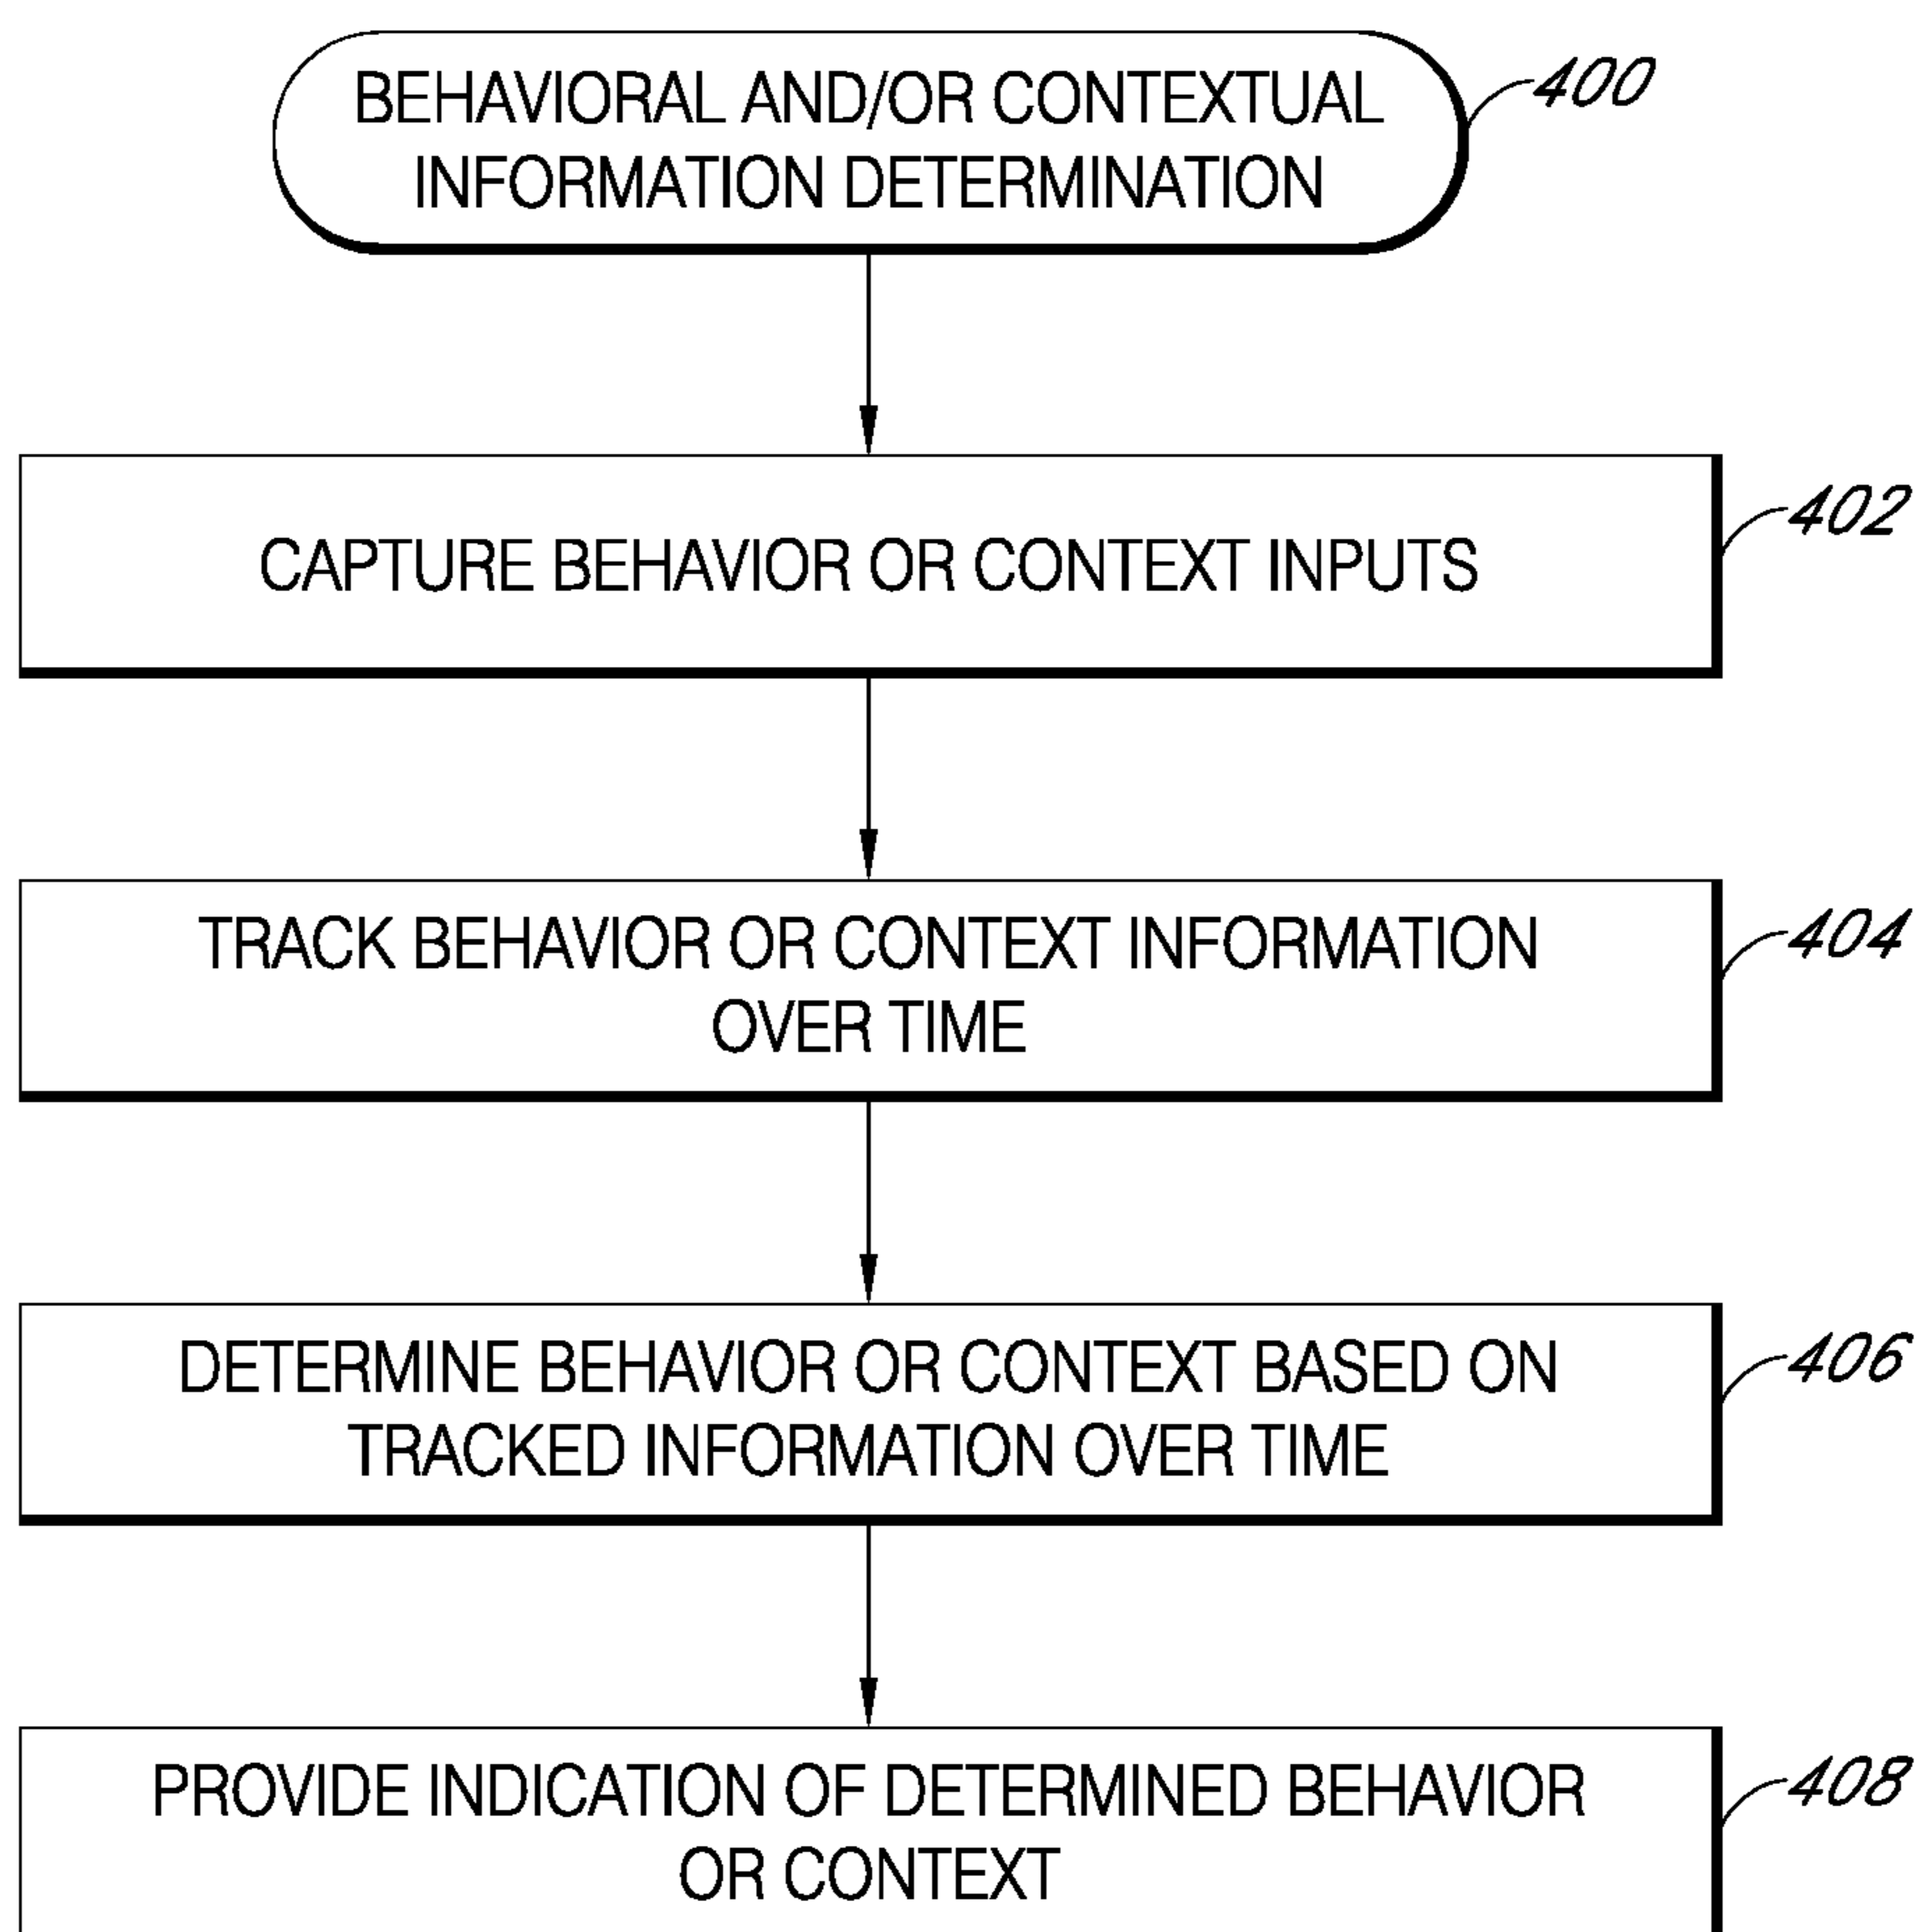 BEHAVIORAL AND/OR CONTEXTUAL
INFORMATION DETERMINATION
400
CAPTURE BEHAVIOR OR CONTEXT INPUTS
402
TRACK BEHAVIOR OR CONTEXT INFORMATION
OVER TIME
404
DETERMINE BEHAVIOR OR CONTEXT BASED ON
TRACKED INFORMATION OVER TIME
406
PROVIDE INDICATION OF DETERMINED BEHAVIOR
OR CONTEXT
408